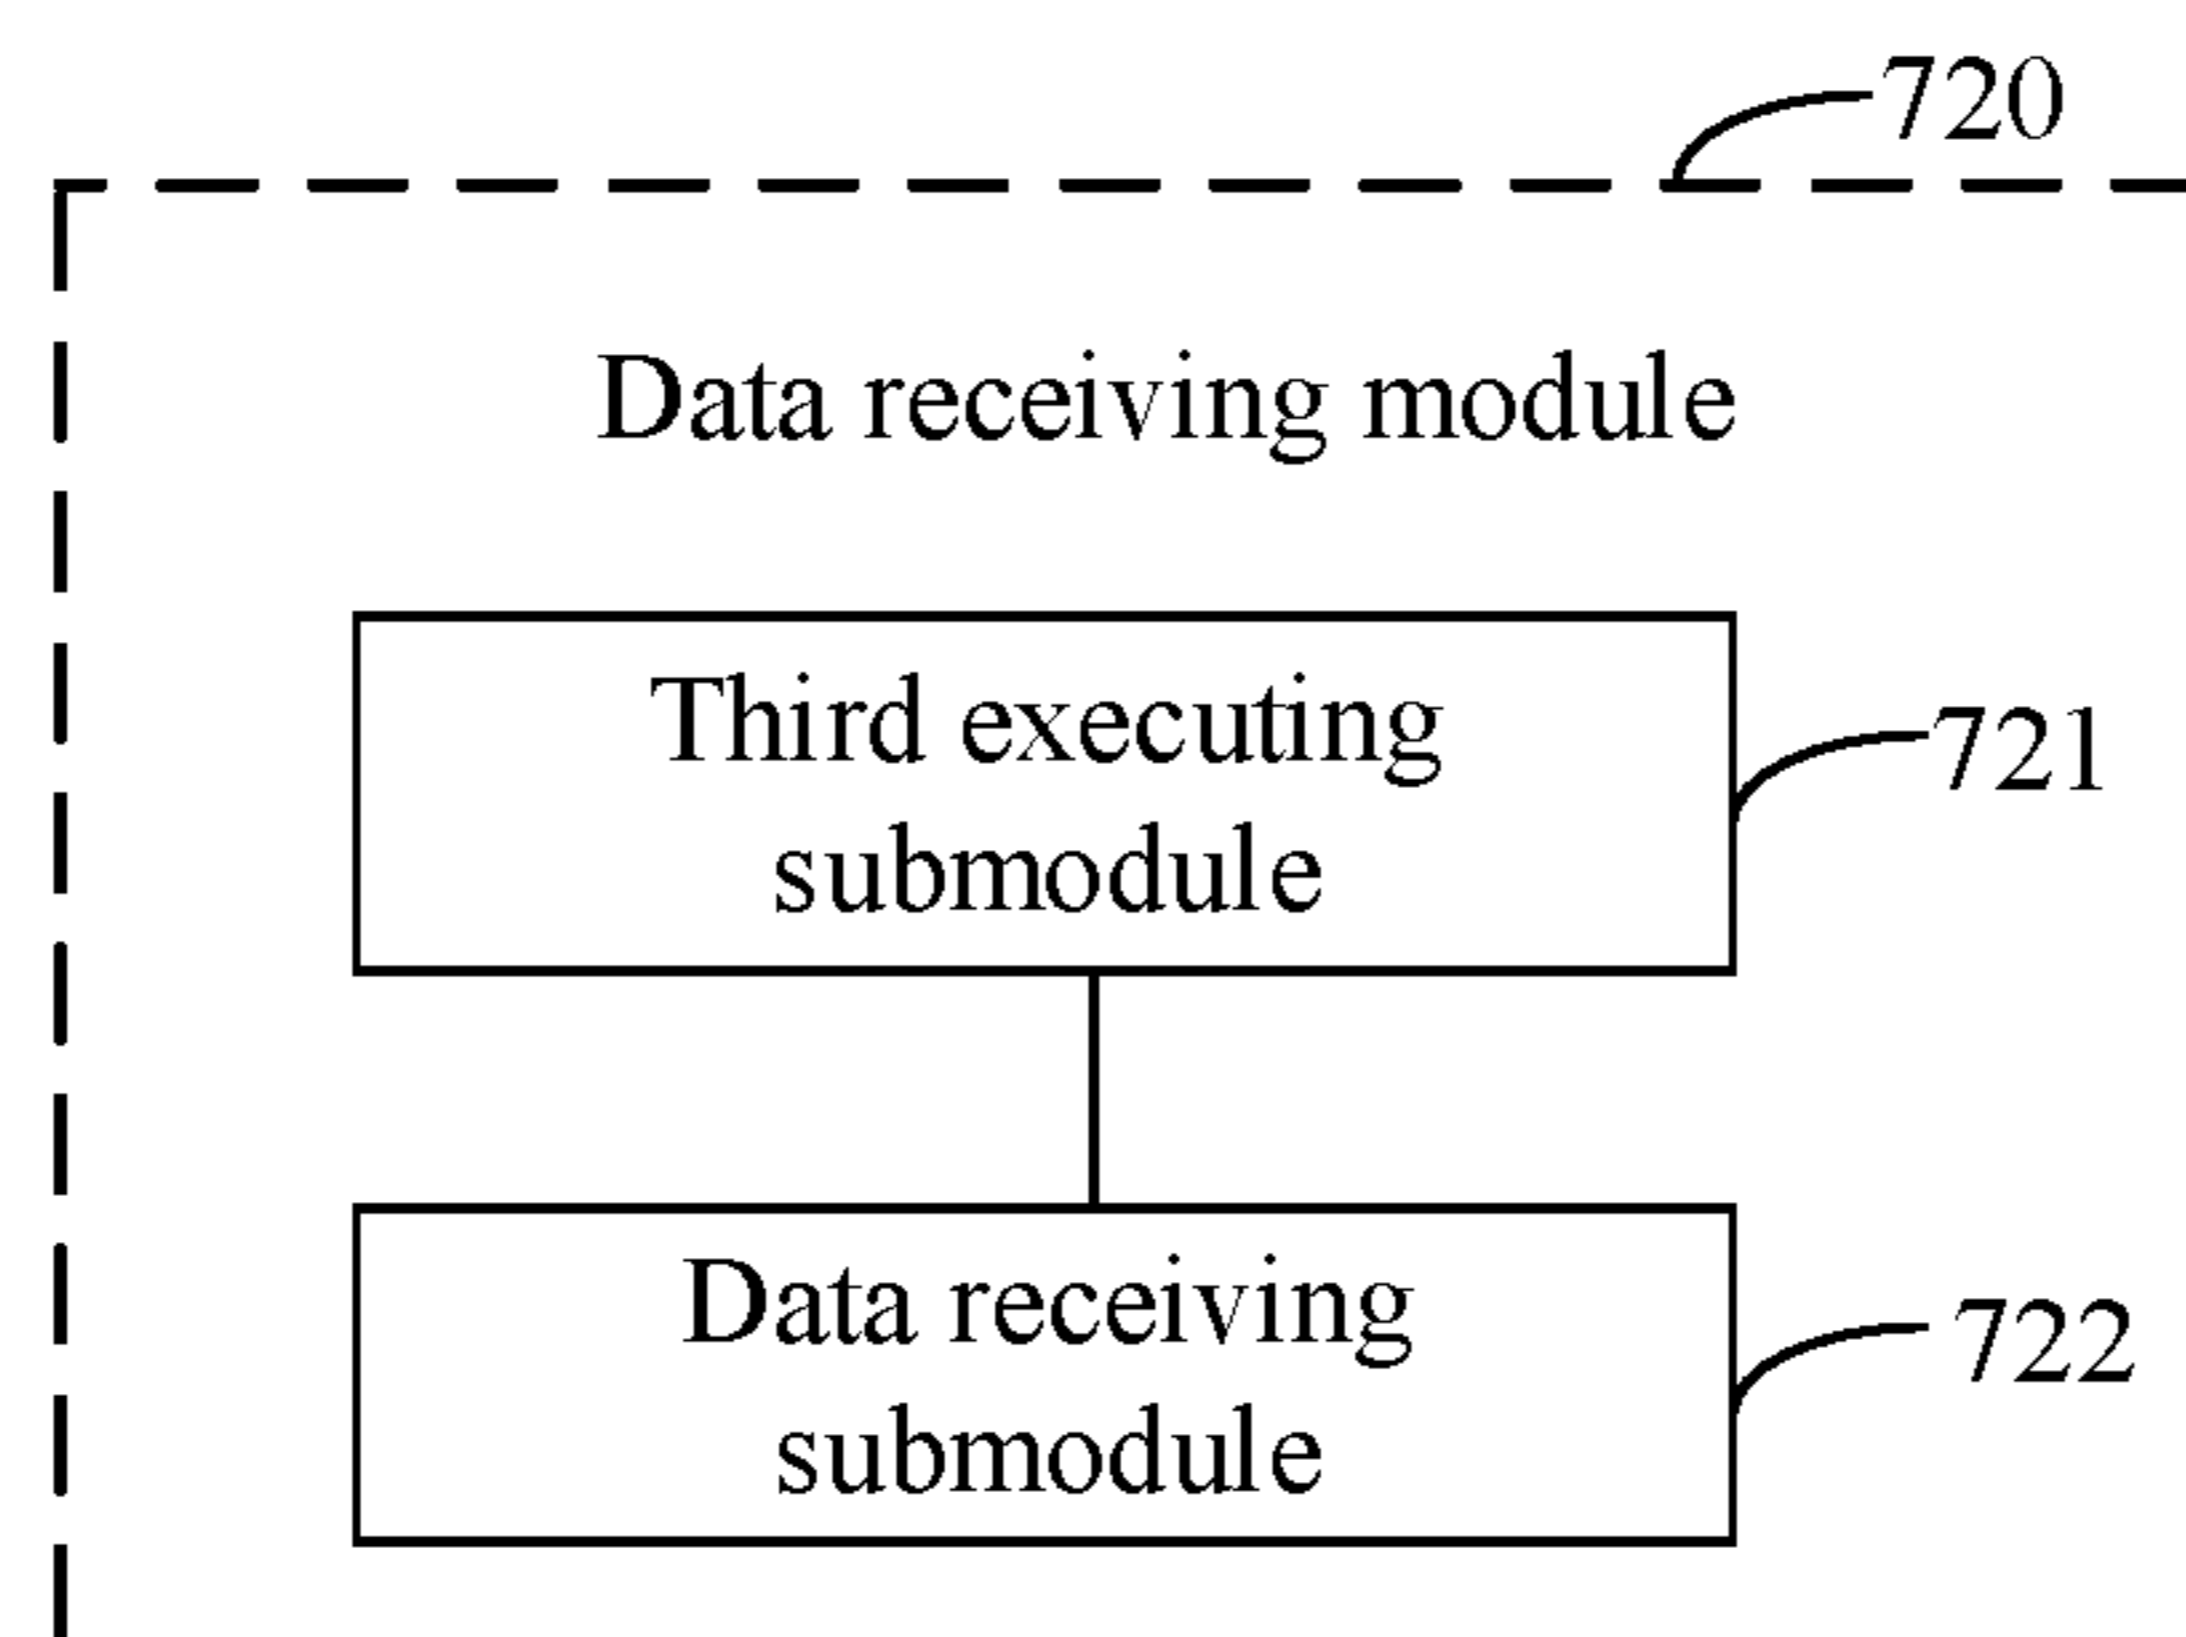 720
Data receiving module
Third executing
submodule
721
Data receiving
submodule
722